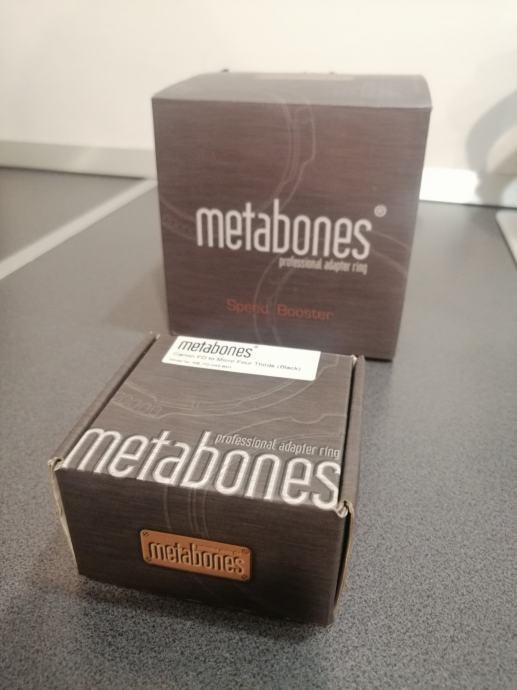 metabones®
professional adapter ring
Speed Booster
metabones®
Canon FD to Micro Four Thirds (Black)
professional adapter ring
metabones
metabones